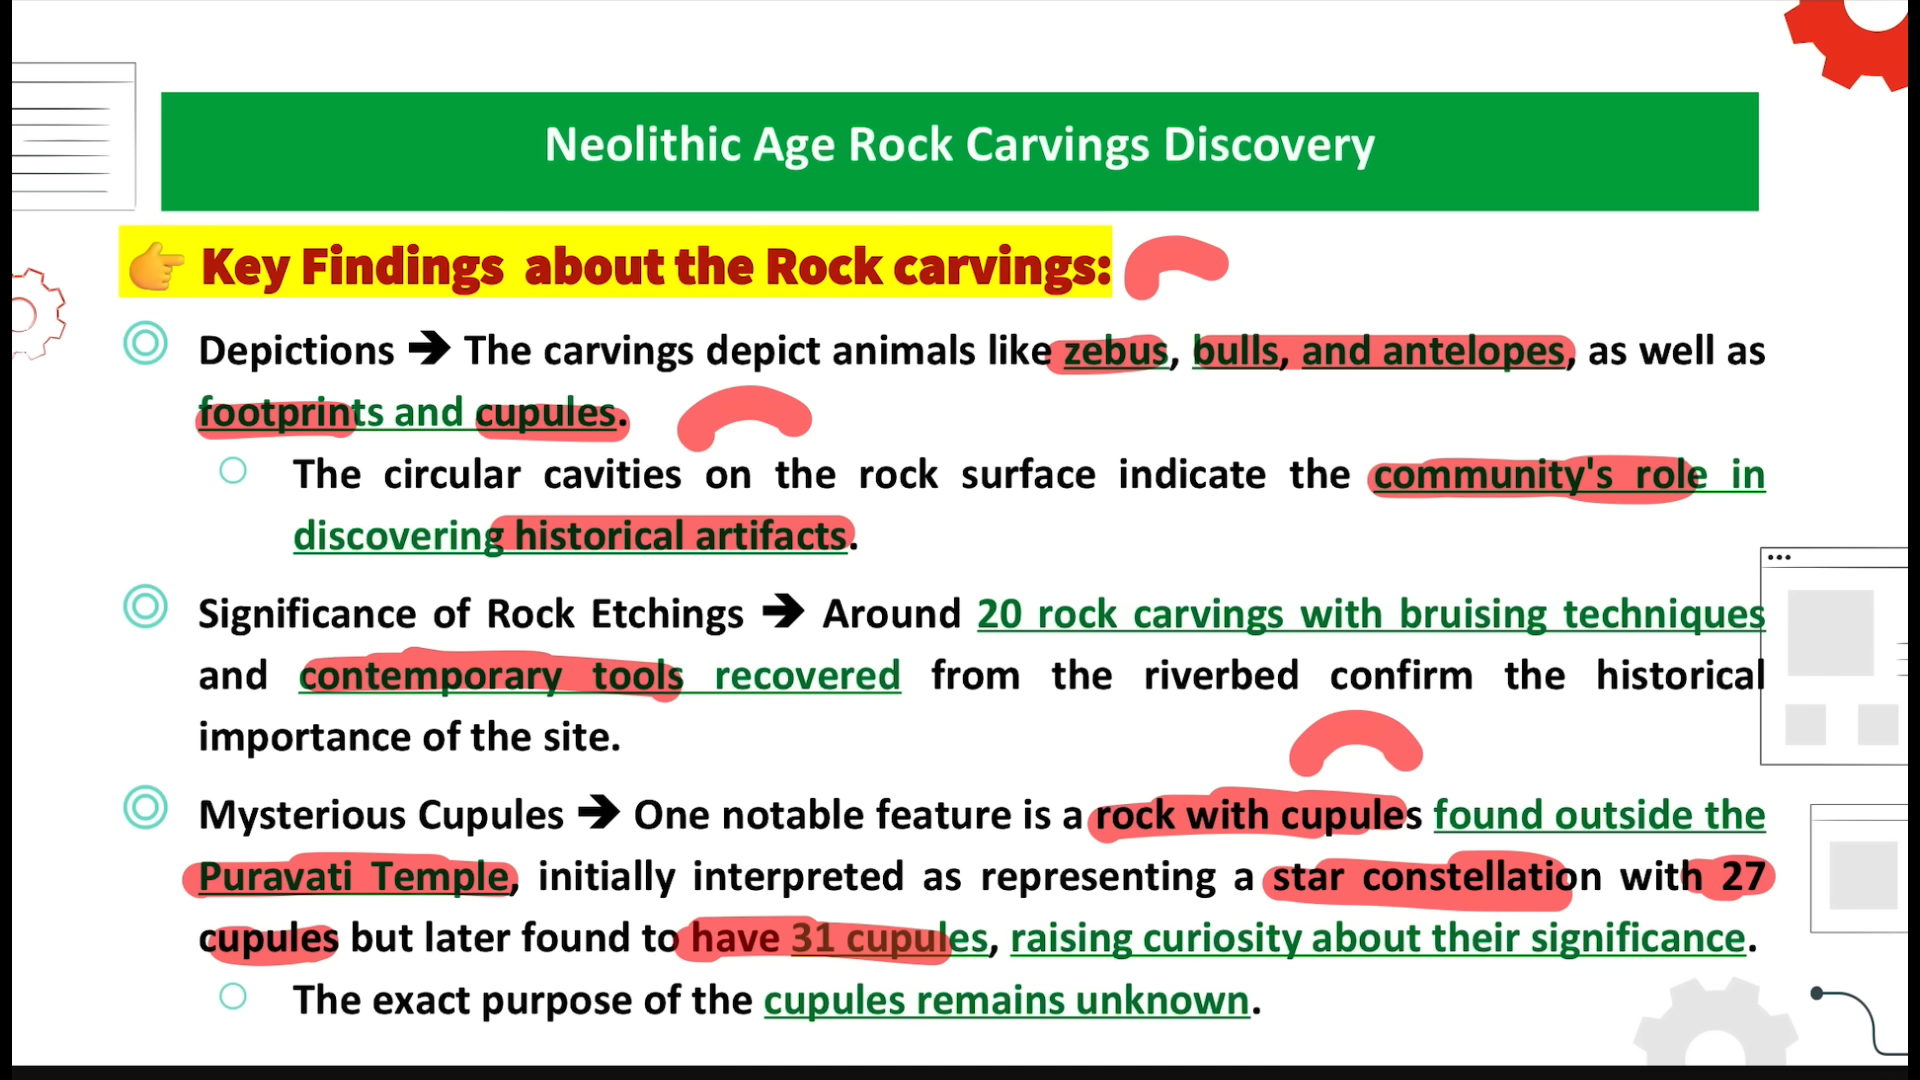 Neolithic Age Rock Carvings Discovery
👉 Key Findings about the Rock carvings:
Depictions ➔ The carvings depict animals like zebus, bulls, and antelopes, as well as
footprints and cupules.
The circular cavities on the rock surface indicate the community's role in
discovering historical artifacts.
Significance of Rock Etchings ➔ Around 20 rock carvings with bruising techniques
and contemporary tools recovered from the riverbed confirm the historical
importance of the site.
Mysterious Cupules ➔ One notable feature is a rock with cupules found outside the
Puravati Temple, initially interpreted as representing a star constellation with 27
cupules but later found to have 31 cupules, raising curiosity about their significance.
The exact purpose of the cupules remains unknown.